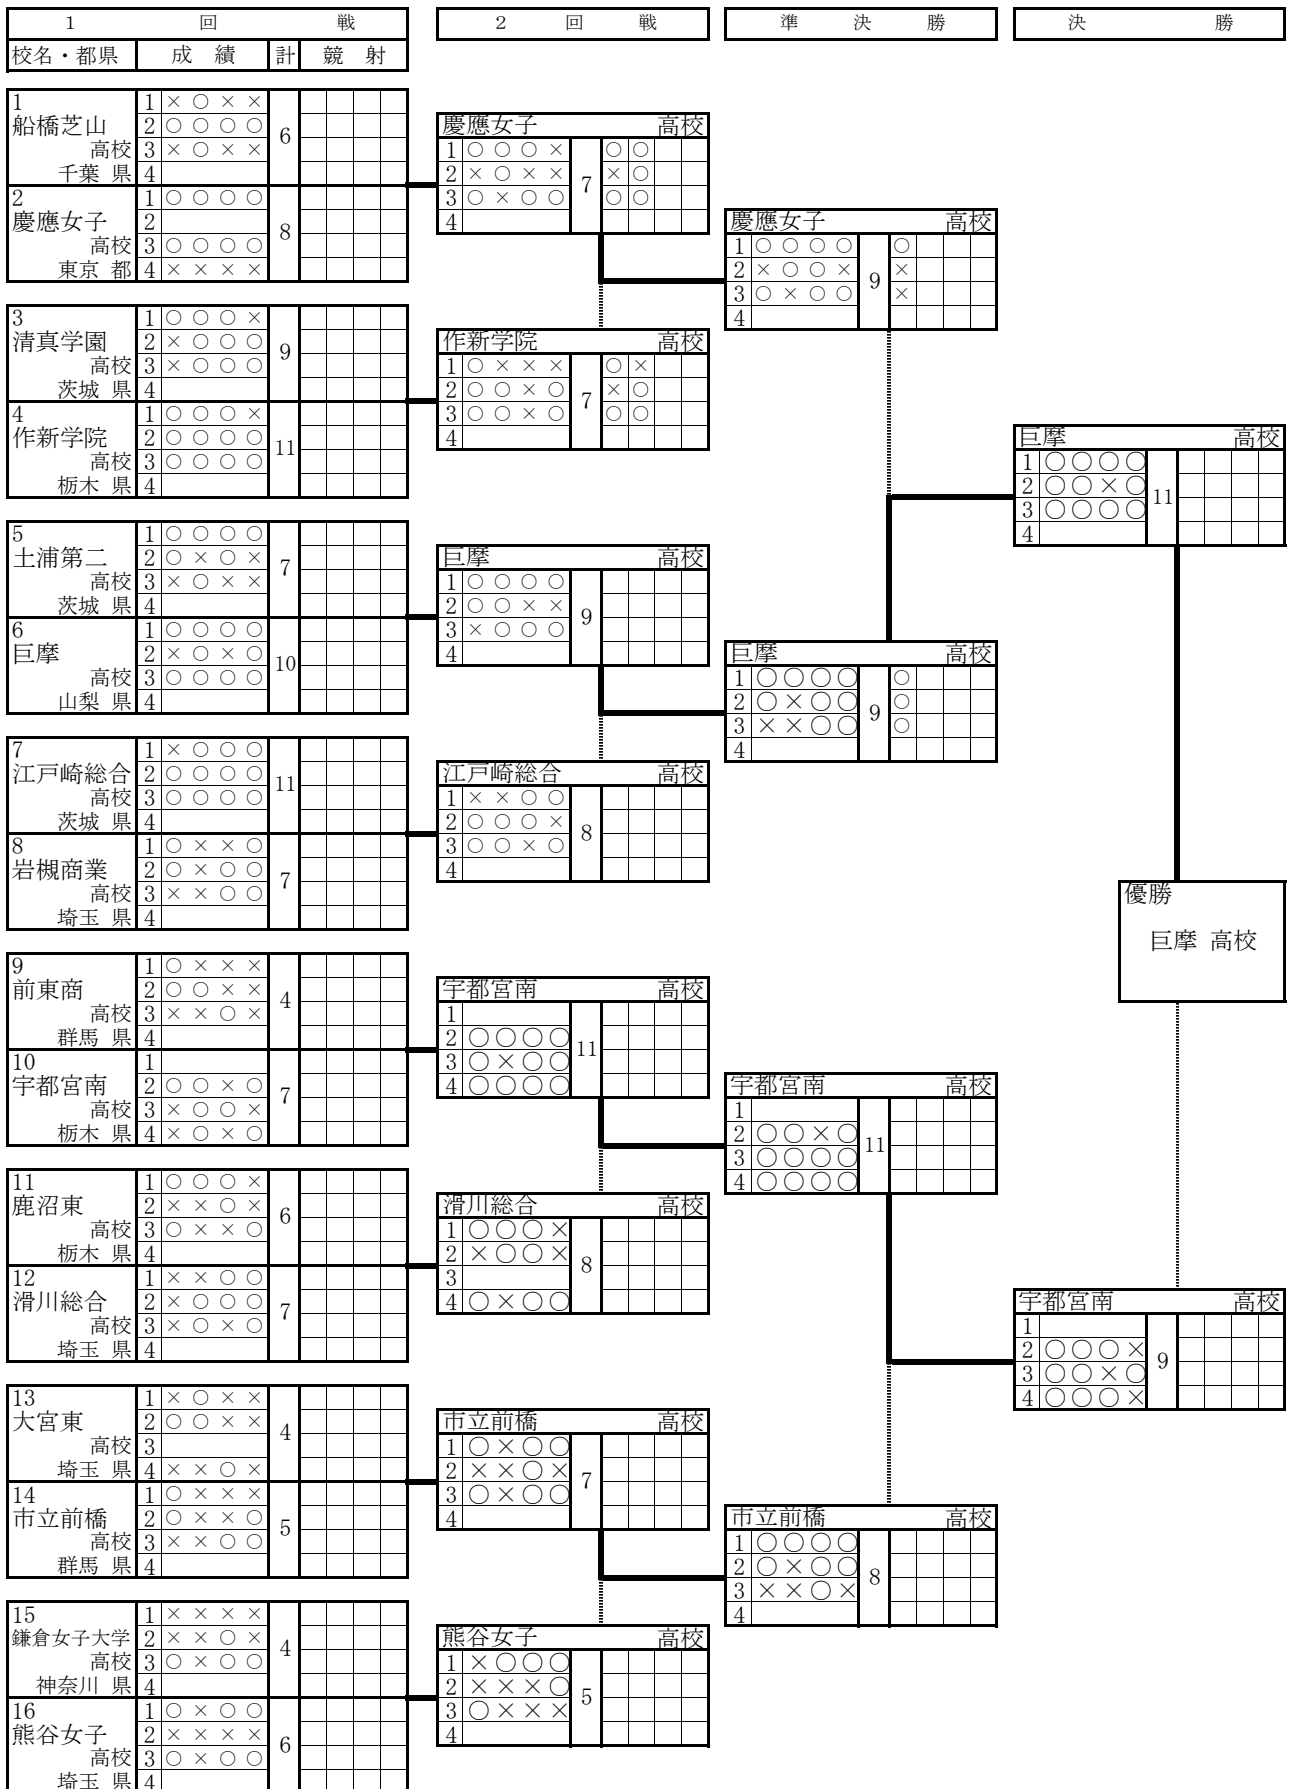 1 回 戦
校名・都県 成 績 計 競 射
1 船橋芝山 高校 千葉 県
1 × ○ × ×
2 ○ ○ ○ ○
3 × ○ × ×
4
6
2 慶應女子 高校 東京 都
1 ○ ○ ○ ○
2
3 ○ ○ ○ ○
4 × × × ×
8
3 清真学園 高校 茨城 県
1 ○ ○ ○ ×
2 × ○ ○ ○
3 × ○ ○ ○
4
9
4 作新学院 高校 栃木 県
1 ○ ○ ○ ×
2 ○ ○ ○ ○
3 ○ ○ ○ ○
4
11
5 土浦第二 高校 茨城 県
1 ○ ○ ○ ○
2 ○ × ○ ×
3 × ○ × ×
4
7
6 巨摩 高校 山梨 県
1 ○ ○ ○ ○
2 × ○ × ○
3 ○ ○ ○ ○
4
10
7 江戸崎総合 高校 茨城 県
1 × ○ ○ ○
2 ○ ○ ○ ○
3 ○ ○ ○ ○
4
11
8 岩槻商業 高校 埼玉 県
1 ○ × × ○
2 ○ × ○ ○
3 × × ○ ○
4
7
9 前東商 高校 群馬 県
1 ○ × × ×
2 ○ ○ × ×
3 × × ○ ×
4
4
10 宇都宮南 高校 栃木 県
1
2 ○ ○ × ○
3 × ○ ○ ×
4 × ○ × ○
7
11 鹿沼東 高校 栃木 県
1 ○ ○ ○ ×
2 × × ○ ×
3 ○ × × ○
4
6
12 滑川総合 高校 埼玉 県
1 × × ○ ○
2 × ○ ○ ○
3 × ○ × ○
4
7
13 大宮東 高校 埼玉 県
1 × ○ × ×
2 ○ ○ × ×
3
4 × × ○ ×
4
14 市立前橋 高校 群馬 県
1 ○ × × ×
2 ○ × × ○
3 × × ○ ○
4
5
15 鎌倉女子大学 高校 神奈川 県
1 × × × ×
2 × × ○ ×
3 ○ × ○ ○
4
4
16 熊谷女子 高校 埼玉 県
1 ○ × ○ ○
2 × × × ×
3 ○ × ○ ○
4
6
2 回 戦
慶應女子 高校
1 ○ ○ ○ × ○ ○
2 × ○ × × × ○
3 ○ × ○ ○ ○ ○
4
7
作新学院 高校
1 ○ × × × ○ ×
2 ○ ○ × ○ × ○
3 ○ ○ × ○ ○ ○
4
7
巨摩 高校
1 ○ ○ ○ ○
2 ○ ○ × ×
3 × ○ ○ ○
4
9
江戸崎総合 高校
1 × × ○ ○
2 ○ ○ ○ ×
3 ○ ○ × ○
4
8
宇都宮南 高校
1
2 ○ ○ ○ ○
3 ○ × ○ ○
4 ○ ○ ○ ○
11
滑川総合 高校
1 ○ ○ ○ ×
2 × ○ ○ ×
3
4 ○ × ○ ○
8
市立前橋 高校
1 ○ × ○ ○
2 × × ○ ×
3 ○ × ○ ○
4
7
熊谷女子 高校
1 × ○ ○ ○
2 × × × ○
3 ○ × × ×
4
5
準 決 勝
慶應女子 高校
1 ○ ○ ○ ○ ○
2 × ○ ○ × ×
3 ○ × ○ ○ ×
4
9
巨摩 高校
1 ○ ○ ○ ○ ○
2 ○ × ○ ○ ○
3 × × ○ ○ ○
4
9
宇都宮南 高校
1
2 ○ ○ × ○
3 ○ ○ ○ ○
4 ○ ○ ○ ○
11
市立前橋 高校
1 ○ ○ ○ ○
2 ○ × ○ ○
3 × × ○ ×
4
8
決 勝
巨摩 高校
1 ○ ○ ○ ○
2 ○ ○ × ○
3 ○ ○ ○ ○
4
11
宇都宮南 高校
1
2 ○ ○ ○ ×
3 ○ ○ × ○
4 ○ ○ ○ ×
9
優勝
巨摩 高校